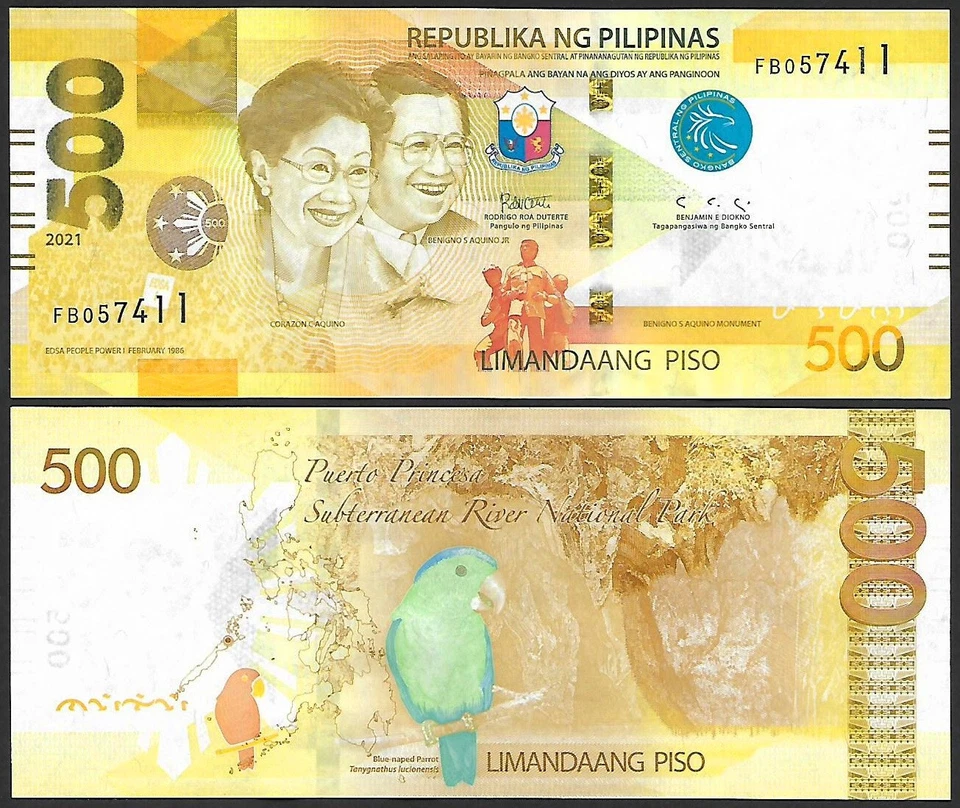 REPUBLIKA NG PILIPINAS
ANG SALAPING ITO AY BAYARIN NG BANGKO SENTRAL AT PINANANAGUTAN NG REPUBLIKA NG PILIPINAS
PINAGPALA ANG BAYAN NA ANG DIYOS AY ANG PANGINOON
FB057411
500
BANGKO SENTRAL NG PILIPINAS
REPUBLIKA NG PILIPINAS
500
2021
RODRIGO ROA DUTERTE
Pangulo ng Pilipinas
BENJAMIN E DIOKNO
Tagapangasiwa ng Bangko Sentral
BENIGNO S AQUINO JR
FB057411
CORAZON C AQUINO
BENIGNO S AQUINO MONUMENT
EDSA PEOPLE POWER I FEBRUARY 1986
LIMANDAANG PISO
500
500
Puerto Princesa
Subterranean River National Park
500
500
Blue-naped Parrot
Tanygnathus lucionensis
LIMANDAANG PISO